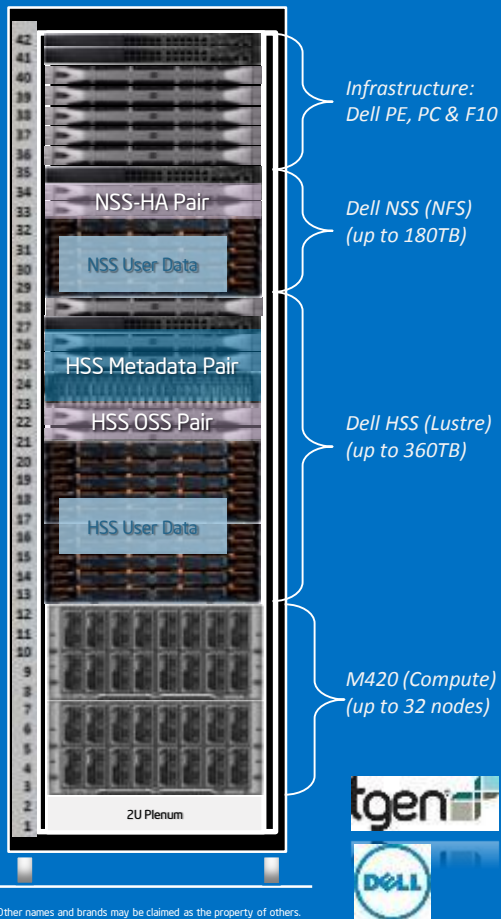 42
41
40
39
38
37
36
35
34
33
32
31
30
29
28
27
26
25
24
23
22
21
20
19
18
17
16
15
14
13
12
11
10
9
8
7
6
5
4
3
2
1
NSS-HA Pair
NSS User Data
HSS Metadata Pair
HSS OSS Pair
HSS User Data
2U Plenum
Infrastructure:
Dell PE, PC & F10
Dell NSS (NFS)
(up to 180TB)
Dell HSS (Lustre)
(up to 360TB)
M420 (Compute)
(up to 32 nodes)
tgen
DELL
Other names and brands may be claimed as the property of others.